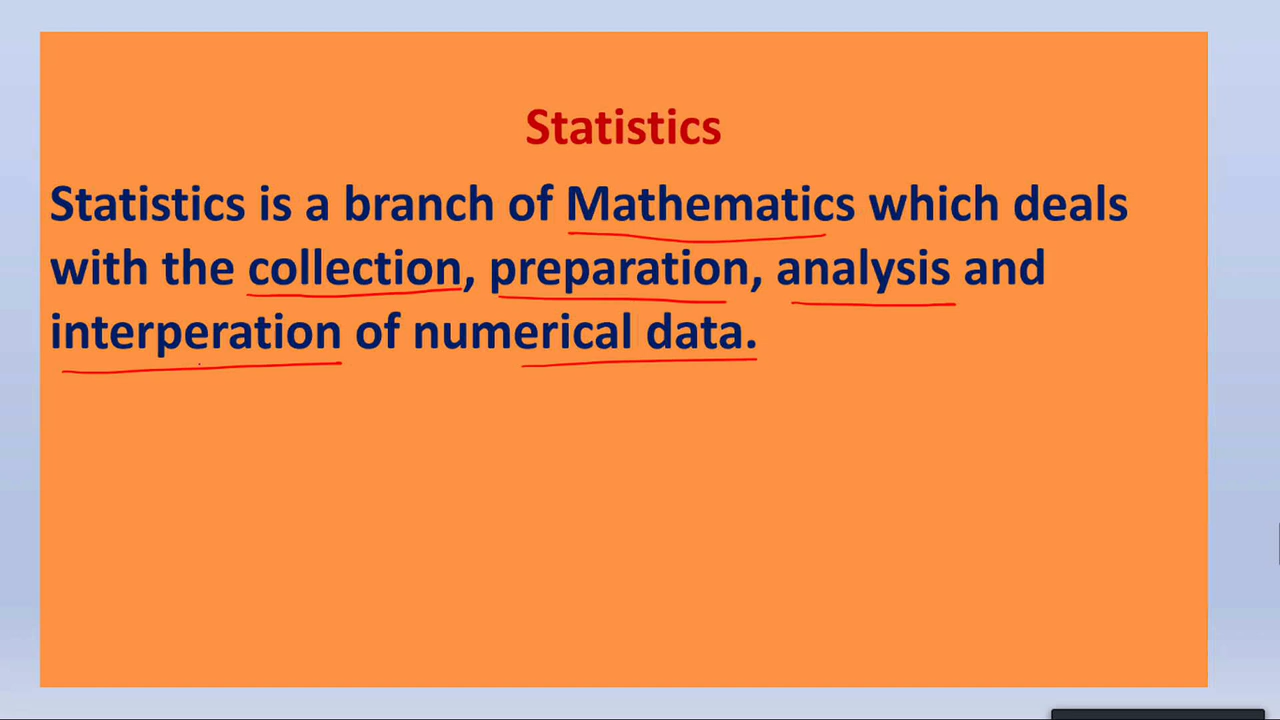 Statistics
Statistics is a branch of Mathematics which deals
with the collection, preparation, analysis and
interperation of numerical data.